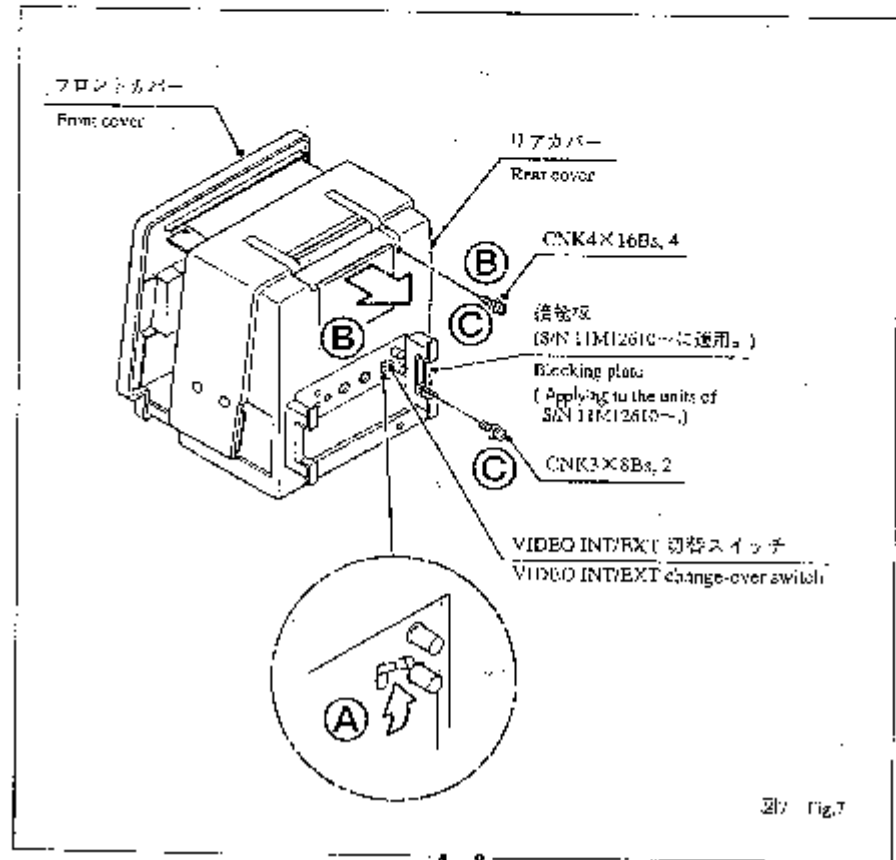 フロントカバー
Front cover
リアカバー
Rear cover
CNK4×16Bs, 4
B
C
B
(S/N 11M12610～に適用。)
Blocking plate
( Applying to the units of
S/N 11M12610～.)
CNK3×8Bs, 2
C
VIDEO INT/EXT 切替スイッチ
VIDEO INT/EXT change-over switch
A
図7 Fig.7